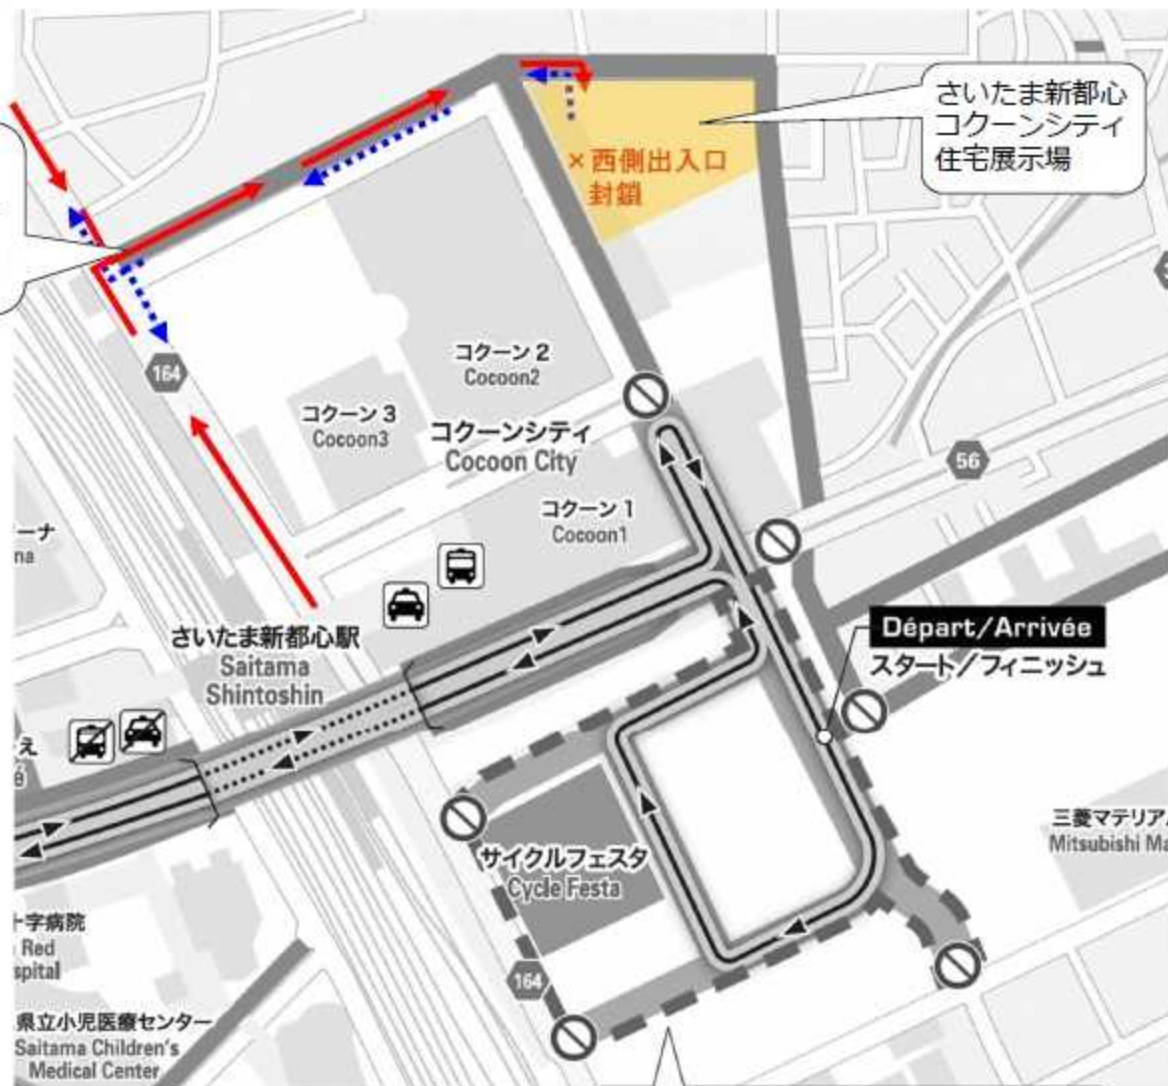 さいたま新都心
コクーンシティ
住宅展示場
×西側出入口
封鎖
164
コクーン2
Cocoon2
コクーン3
Cocoon3
コクーンシティ
Cocoon City
56
コクーン1
Cocoon1
ーナ
na
さいたま新都心駅
Saitama
Shintoshin
Départ/Arrivée
スタート／フィニッシュ
え
サイクルフェスタ
Cycle Festa
三菱マテリア
Mitsubishi Ma
十字病院
Red
spital
164
県立小児医療センター
Saitama Children's
Medical Center